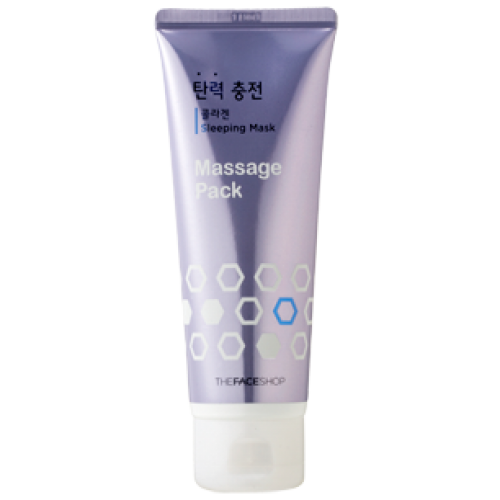 탄력 충전
콜라겐
Sleeping Mask
Massage
Pack
THEFACESHOP